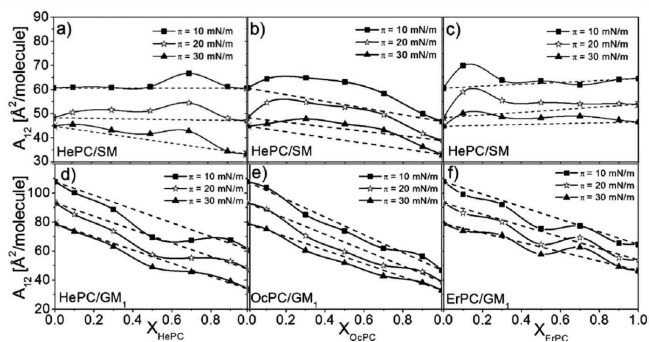 a)
π = 10 mN/m
π = 20 mN/m
π = 30 mN/m
HePC/SM
b)
π = 10 mN/m
π = 20 mN/m
π = 30 mN/m
OcPC/SM
c)
π = 10 mN/m
π = 20 mN/m
π = 30 mN/m
ErPC/SM
A12 [Å2/molecule]
90
80
70
60
50
40
30
d)
π = 10 mN/m
π = 20 mN/m
π = 30 mN/m
HePC/GM1
e)
π = 10 mN/m
π = 20 mN/m
π = 30 mN/m
OcPC/GM1
f)
π = 10 mN/m
π = 20 mN/m
π = 30 mN/m
ErPC/GM1
A12 [Å2/molecule]
100
80
60
40
20
0.0 0.2 0.4 0.6 0.8 0.0 0.2 0.4 0.6 0.8 0.0 0.2 0.4 0.6 0.8 1.0
XHePC XOcPC XErPC